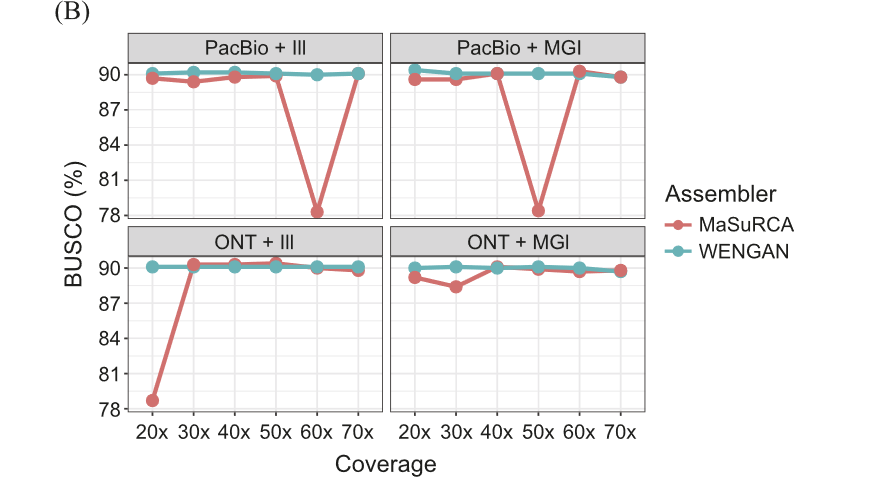 (B)
PacBio + Ill
PacBio + MGI
90
87
84
81
78
ONT + Ill
ONT + MGI
90
87
84
81
78
BUSCO (%)
20x 30x 40x 50x 60x 70x
20x 30x 40x 50x 60x 70x
Coverage
Assembler
MaSuRCA
WENGAN